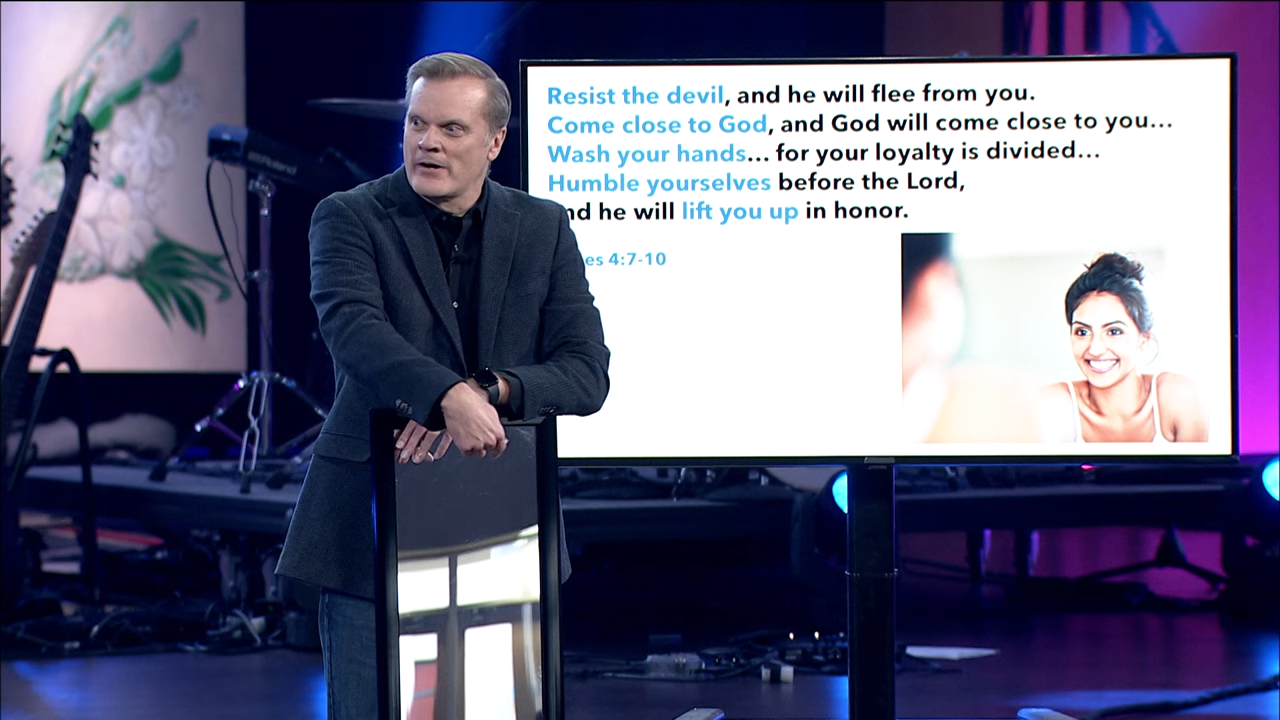 Roland
Resist the devil, and he will flee from you.
Come close to God, and God will come close to you...
Wash your hands... for your loyalty is divided...
Humble yourselves before the Lord,
nd he will lift you up in honor.
es 4:7-10